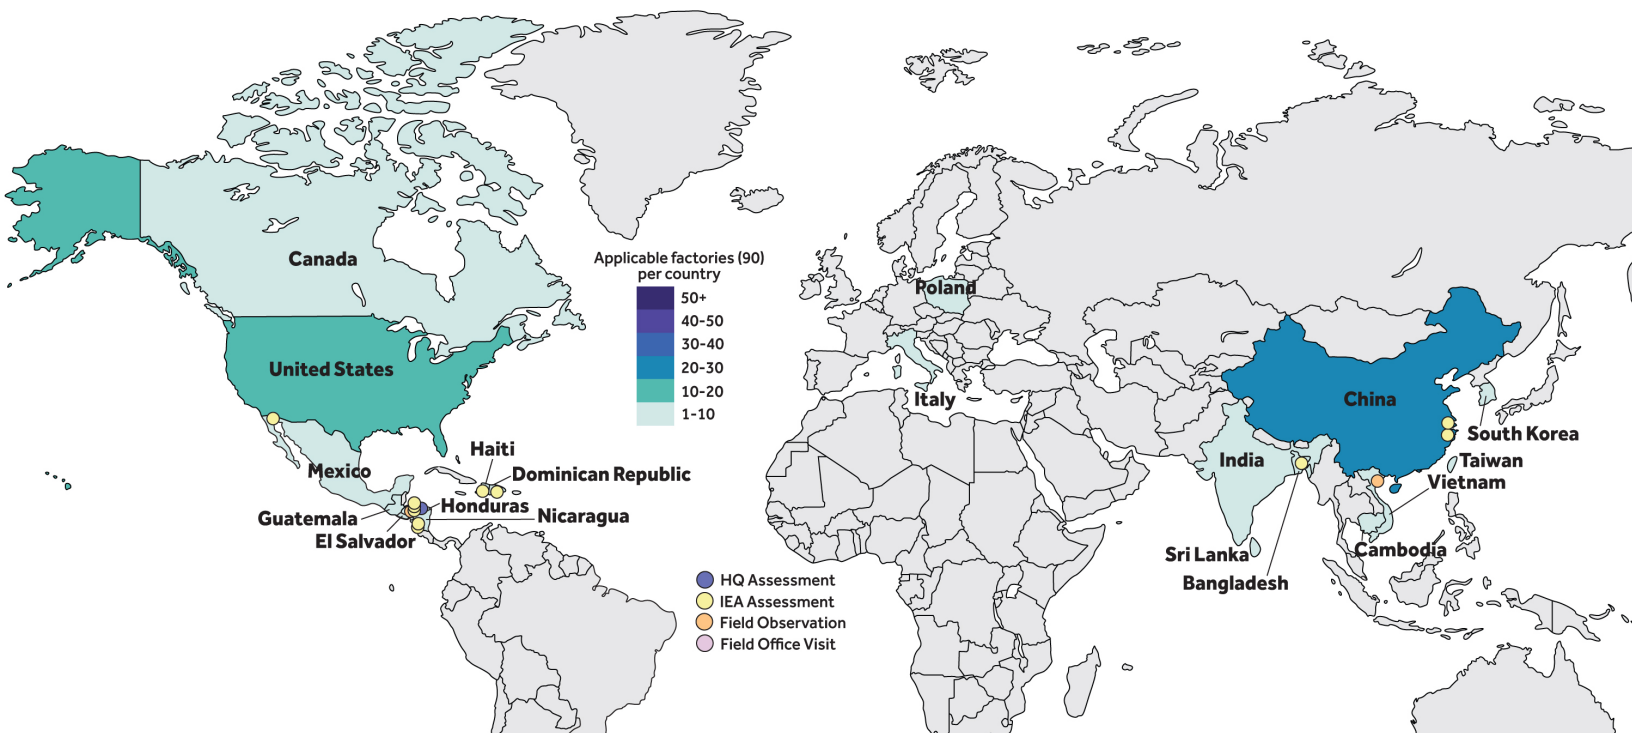 Canada
United States
Mexico
Haiti
Dominican Republic
Honduras
Guatemala
Nicaragua
El Salvador
Applicable factories (90)
per country
50+
40-50
30-40
20-30
10-20
1-10
HQ Assessment
IEA Assessment
Field Observation
Field Office Visit
Poland
Italy
China
South Korea
India
Taiwan
Vietnam
Sri Lanka
Cambodia
Bangladesh